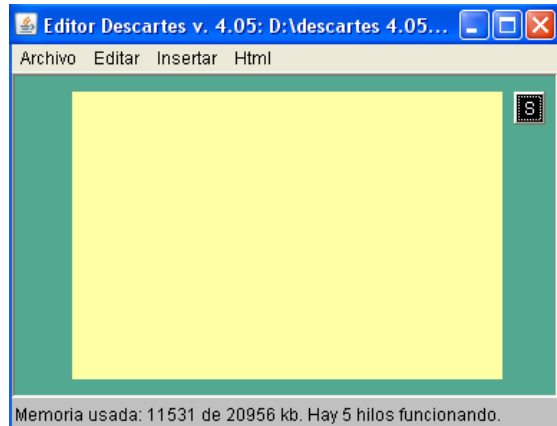 Editor Descartes v. 4.05: D:\descartes 4.05...
Archivo Editar Insertar Html
S
Memoria usada: 11531 de 20956 kb. Hay 5 hilos funcionando.